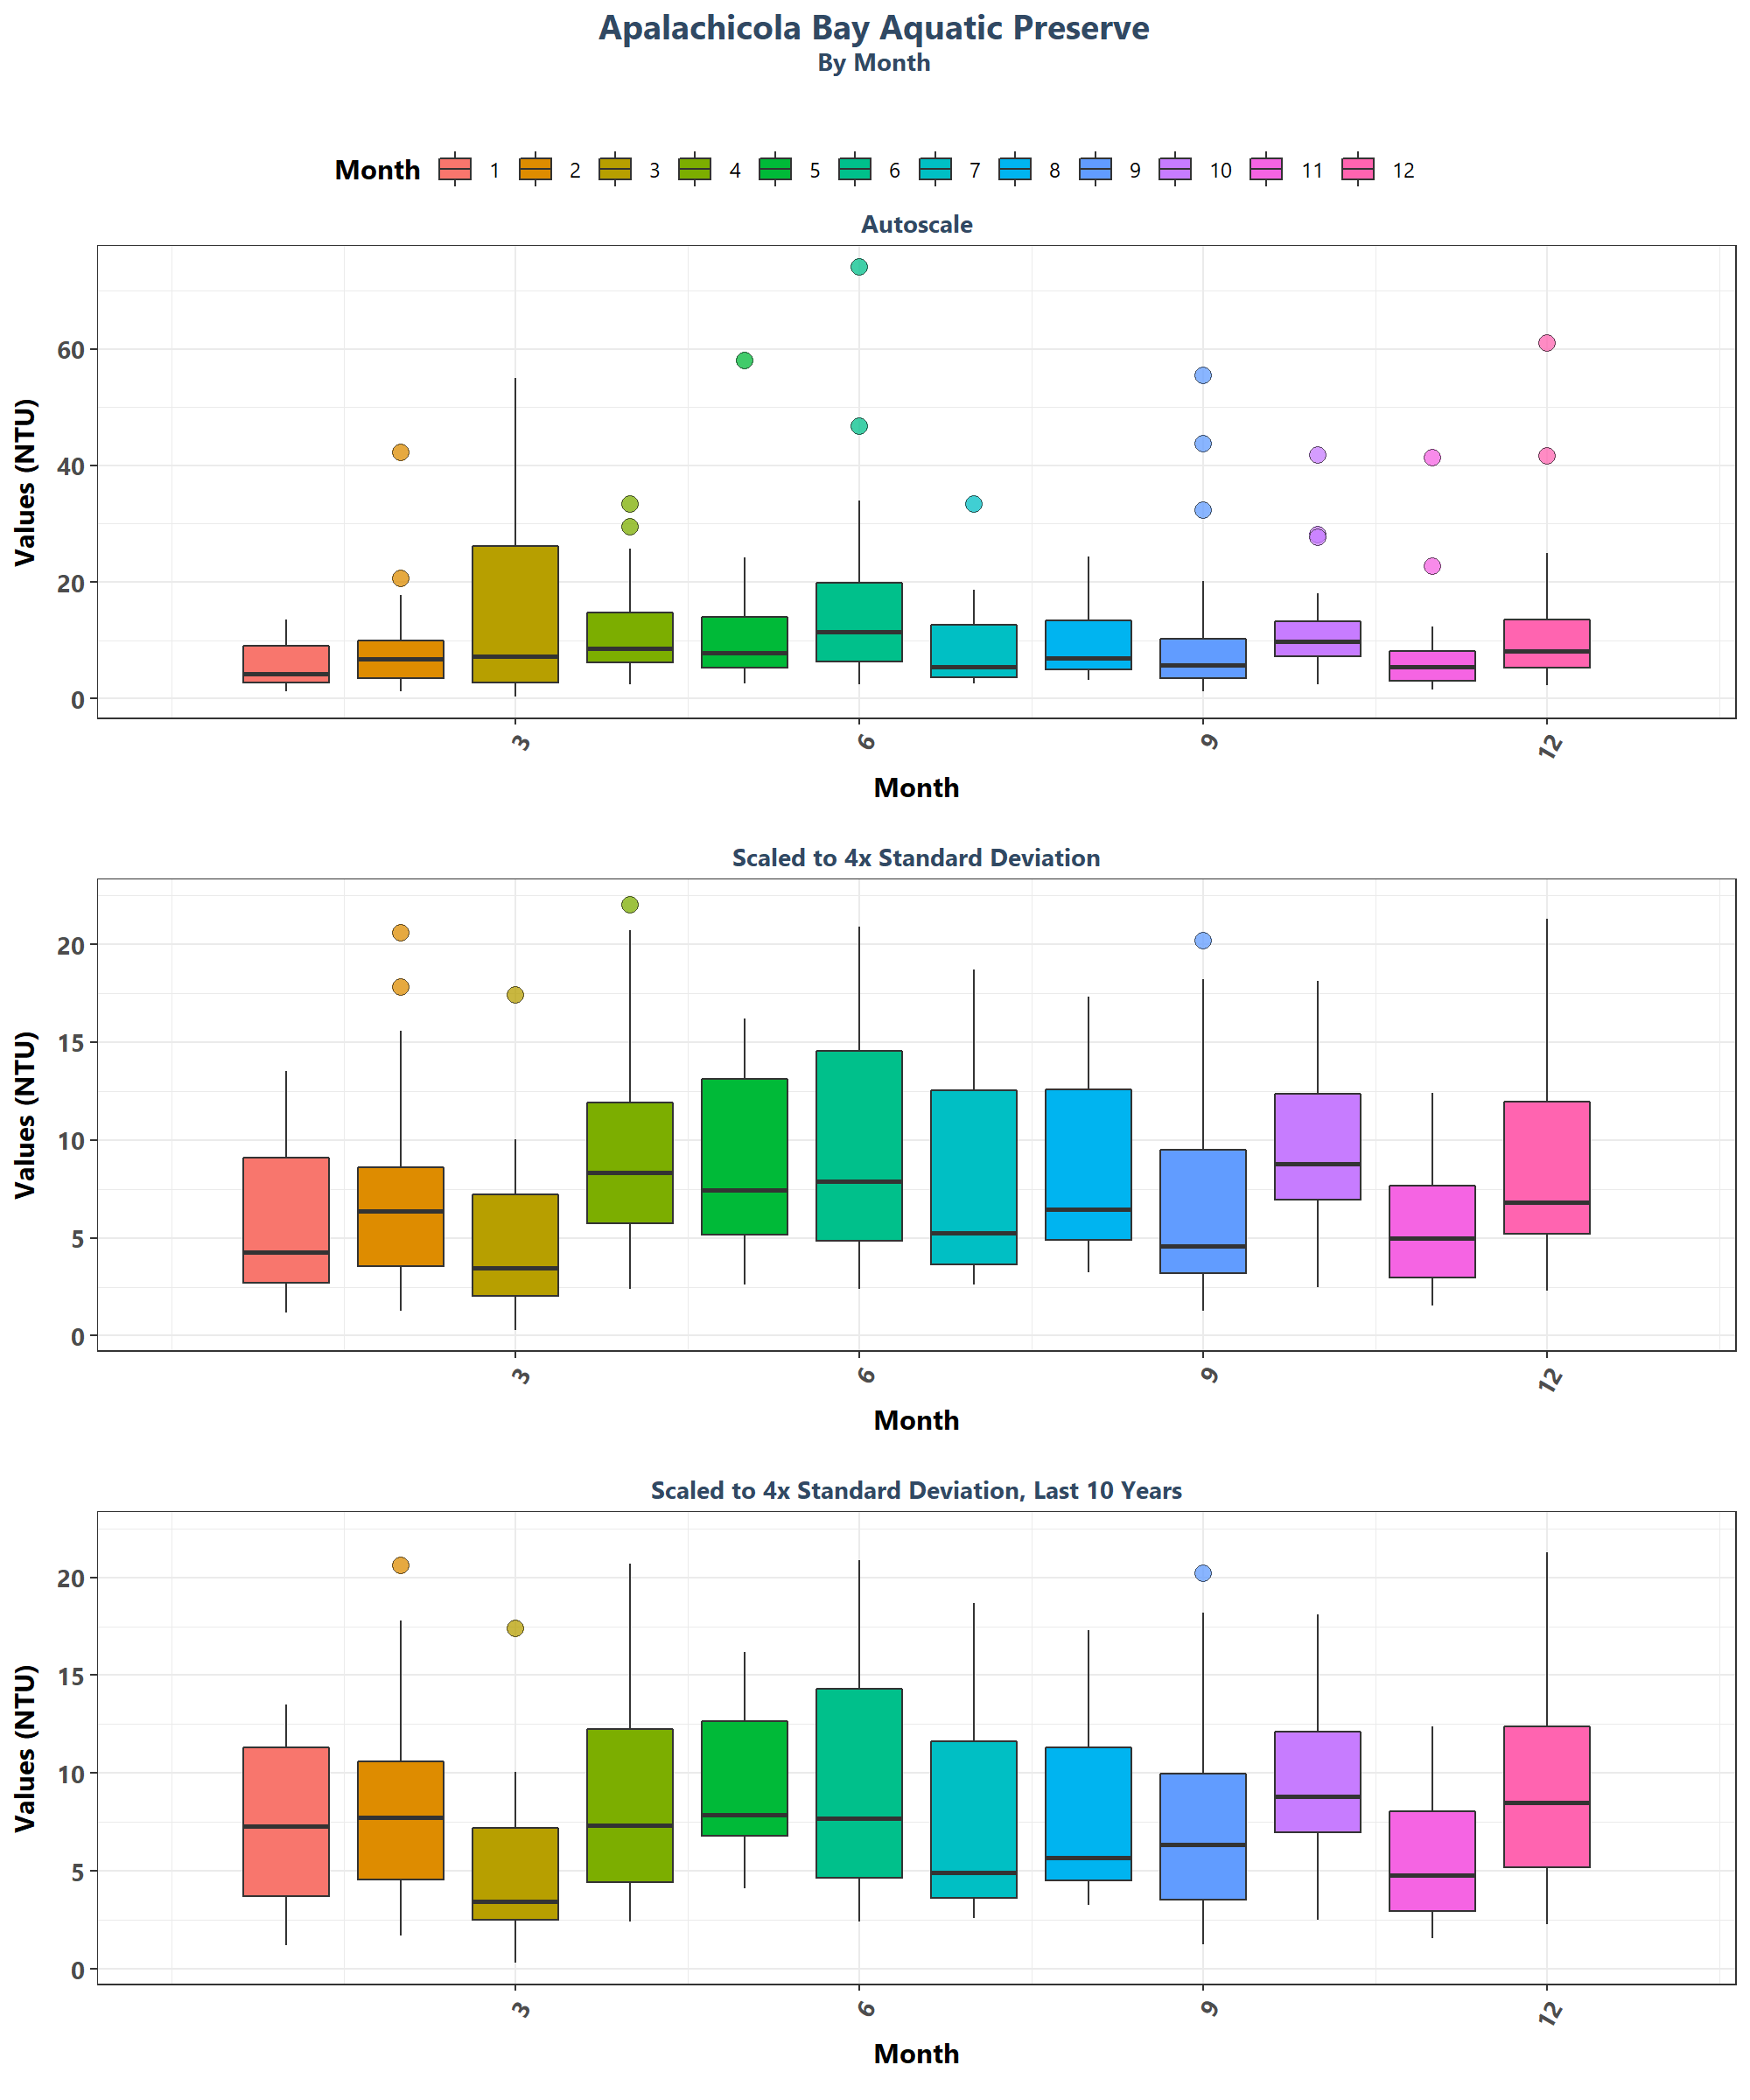 Apalachicola Bay Aquatic Preserve
By Month
Month 1 2 3 4 5 6 7 8 9 10 11 12
Autoscale
Values (NTU)
60
40
20
0
3 6 9 12
Month
Scaled to 4x Standard Deviation
Values (NTU)
20
15
10
5
0
3 6 9 12
Month
Scaled to 4x Standard Deviation, Last 10 Years
Values (NTU)
20
15
10
5
0
3 6 9 12
Month